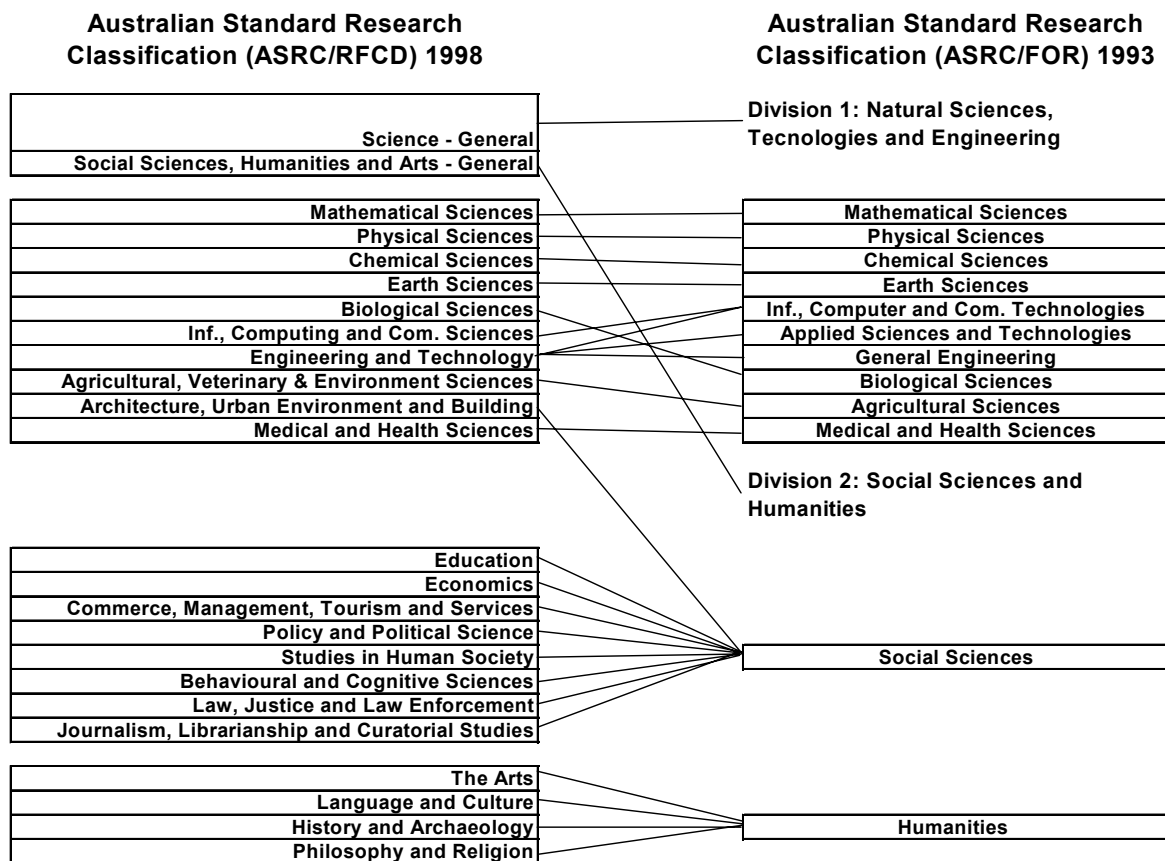 Australian Standard Research
Classification (ASRC/RFCD) 1998
Australian Standard Research
Classification (ASRC/FOR) 1993
Science - General
Social Sciences, Humanities and Arts - General
Division 1: Natural Sciences,
Tecnologies and Engineering
Mathematical Sciences
Physical Sciences
Chemical Sciences
Earth Sciences
Biological Sciences
Inf., Computing and Com. Sciences
Engineering and Technology
Agricultural, Veterinary & Environment Sciences
Architecture, Urban Environment and Building
Medical and Health Sciences
Mathematical Sciences
Physical Sciences
Chemical Sciences
Earth Sciences
Inf., Computer and Com. Technologies
Applied Sciences and Technologies
General Engineering
Biological Sciences
Agricultural Sciences
Medical and Health Sciences
Division 2: Social Sciences and
Humanities
Education
Economics
Commerce, Management, Tourism and Services
Policy and Political Science
Studies in Human Society
Behavioural and Cognitive Sciences
Law, Justice and Law Enforcement
Journalism, Librarianship and Curatorial Studies
Social Sciences
The Arts
Language and Culture
History and Archaeology
Philosophy and Religion
Humanities